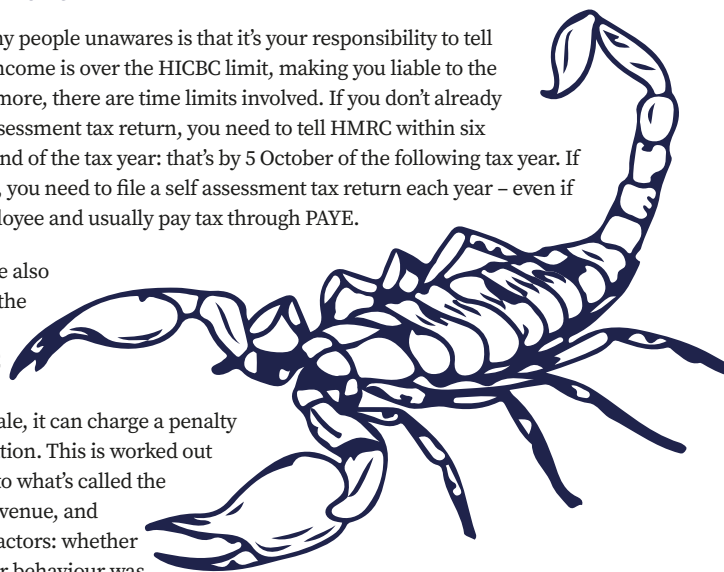 ny people unawares is that it’s your responsibility to tell
ncome is over the HICBC limit, making you liable to the
more, there are time limits involved. If you don’t already
sessment tax return, you need to tell HMRC within six
nd of the tax year: that’s by 5 October of the following tax year. If
, you need to file a self assessment tax return each year – even if
loyee and usually pay tax through PAYE.
e also
the
ale, it can charge a penalty
tion. This is worked out
to what’s called the
venue, and
actors: whether
r behaviour was